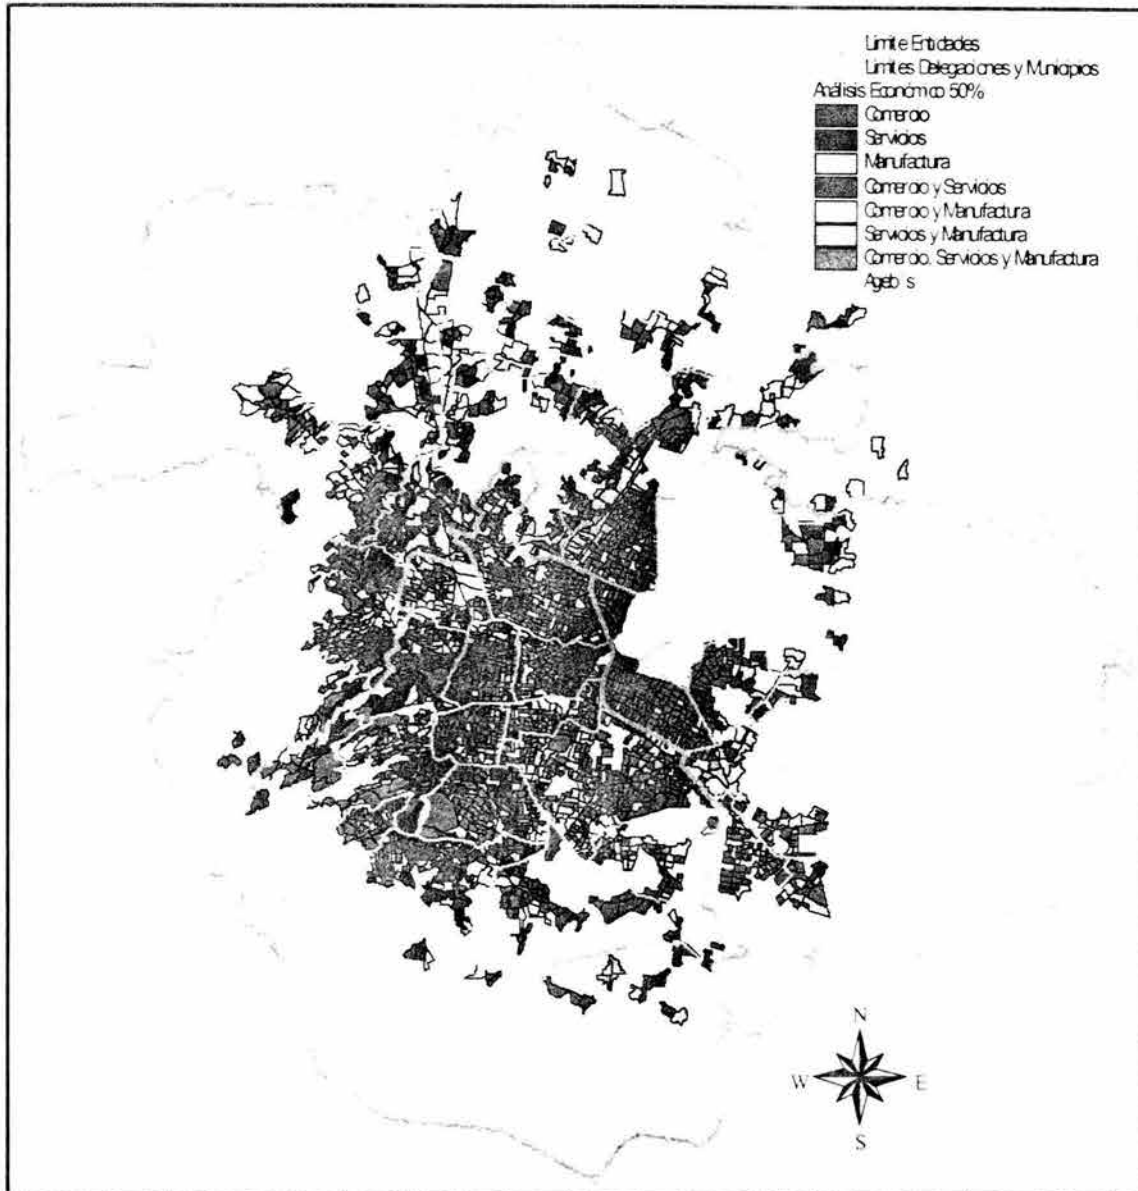 Limite Entidades
Limites Delegaciones y Municipios
Análisis Económico 50%
Comercio
Servicios
Manufactura
Comercio y Servicios
Comercio y Manufactura
Servicios y Manufactura
Comercio, Servicios y Manufactura
Ageb s
N
W E
S